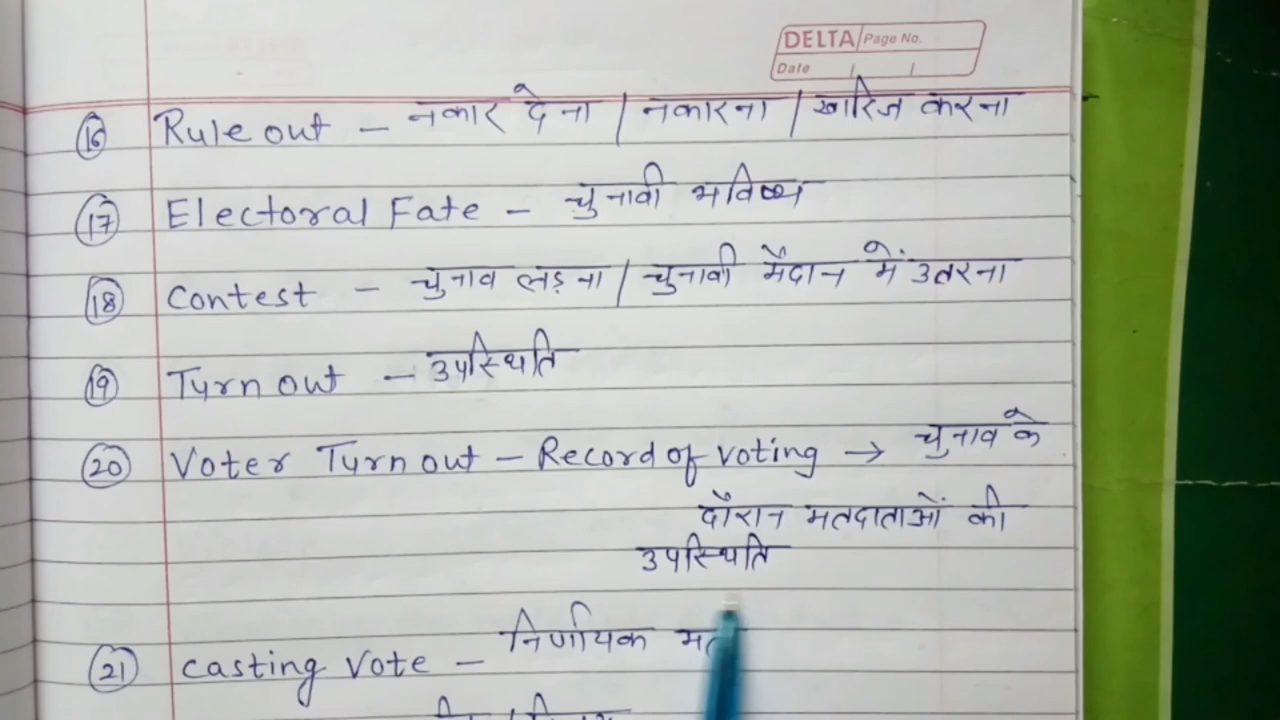 DELTA Page No.
Date / /
16 Rule out – नकार देना / नकारना / खारिज करना
17 Electoral Fate – चुनावी भविष्य
18 Contest – चुनाव लड़ना / चुनावी मैदान में उतरना
19 Turn out – उपस्थिति
20 Voter Turn out – Record of voting → चुनाव के
दौरान मतदाताओं की
उपस्थिति
21 Casting Vote – निर्णायक